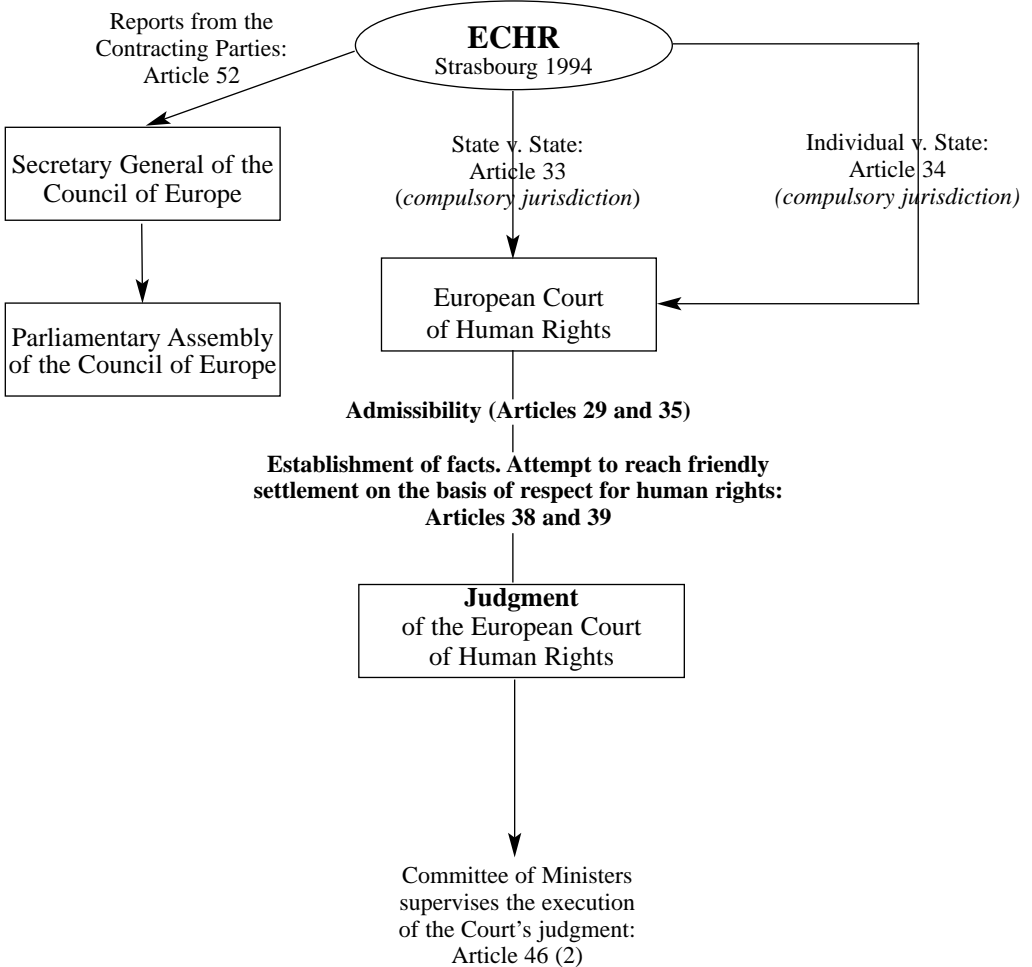 Reports from the
Contracting Parties:
Article 52
ECHR
Strasbourg 1994
Secretary General of the
Council of Europe
State v. State:
Article 33
(compulsory jurisdiction)
Individual v. State:
Article 34
(compulsory jurisdiction)
European Court
of Human Rights
Parliamentary Assembly
of the Council of Europe
Admissibility (Articles 29 and 35)
Establishment of facts. Attempt to reach friendly
settlement on the basis of respect for human rights:
Articles 38 and 39
Judgment
of the European Court
of Human Rights
Committee of Ministers
supervises the execution
of the Court’s judgment:
Article 46 (2)